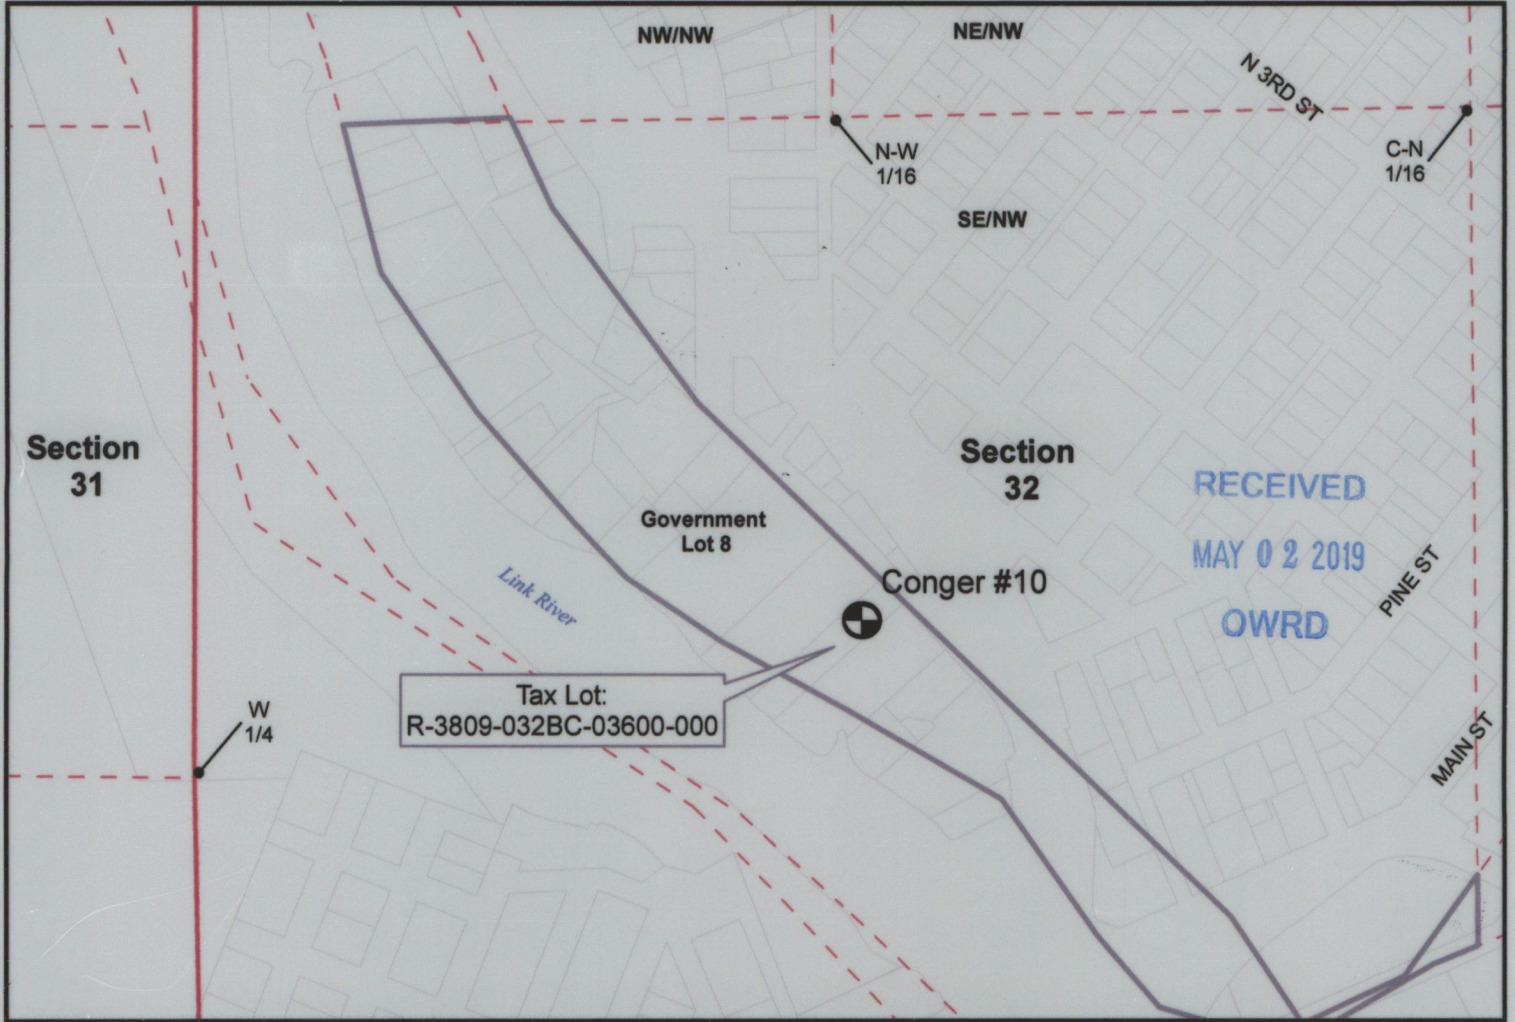 NW/NW
NE/NW
N 3RD ST
N-W
1/16
C-N
1/16
SE/NW
Section
31
Section
32
RECEIVED
MAY 02 2019
OWRD
Government
Lot 8
Link River
Conger #10
PINE ST
Tax Lot:
R-3809-032BC-03600-000
W
1/4
MAIN ST